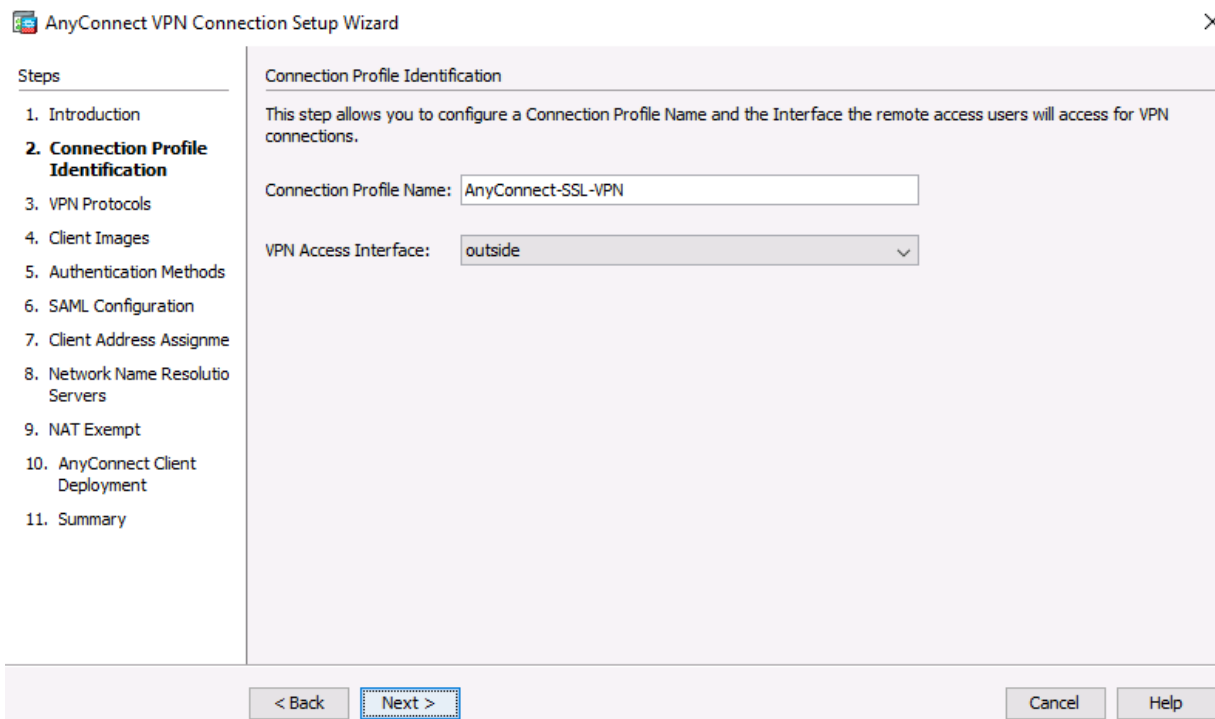 AnyConnect VPN Connection Setup Wizard
Steps
1. Introduction
2. Connection Profile
Identification
3. VPN Protocols
4. Client Images
5. Authentication Methods
6. SAML Configuration
7. Client Address Assignme
8. Network Name Resolutio
Servers
9. NAT Exempt
10. AnyConnect Client
Deployment
11. Summary
Connection Profile Identification
This step allows you to configure a Connection Profile Name and the Interface the remote access users will access for VPN
connections.
Connection Profile Name: AnyConnect-SSL-VPN
VPN Access Interface: outside
< Back Next > Cancel Help